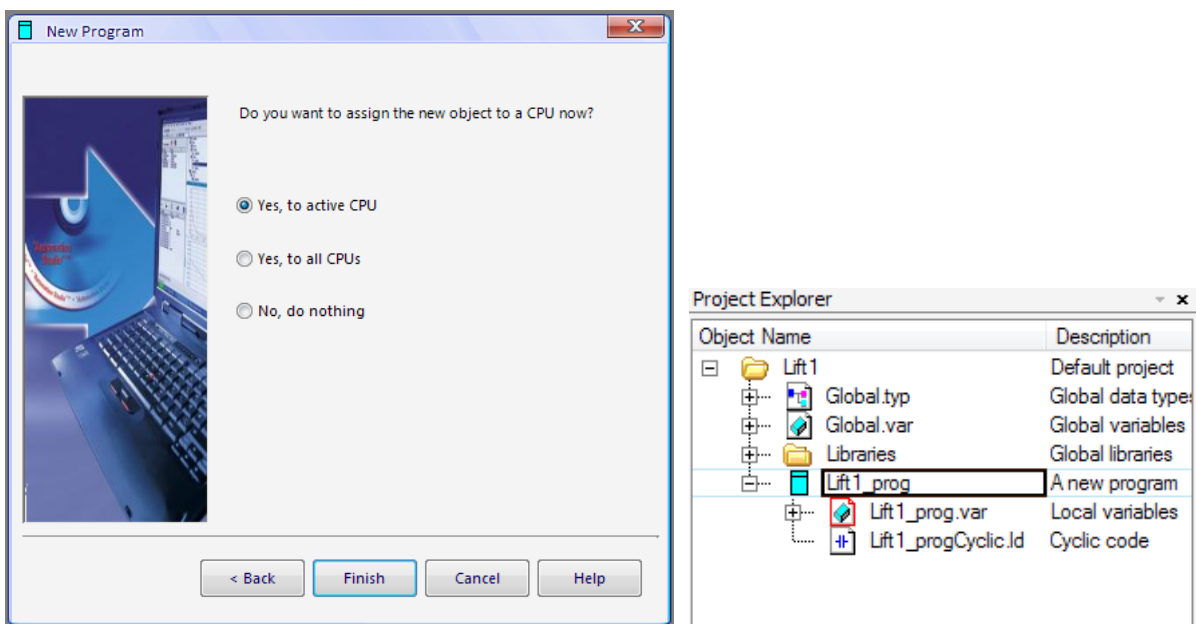 New Program
Do you want to assign the new object to a CPU now?
Yes, to active CPU
Yes, to all CPUs
No, do nothing
< Back
Finish
Cancel
Help
Project Explorer
Object Name Description
Lift1 Default project
Global.typ Global data types
Global.var Global variables
Libraries Global libraries
Lift1_prog A new program
Lift1_prog.var Local variables
Lift1_progCyclic.ld Cyclic code